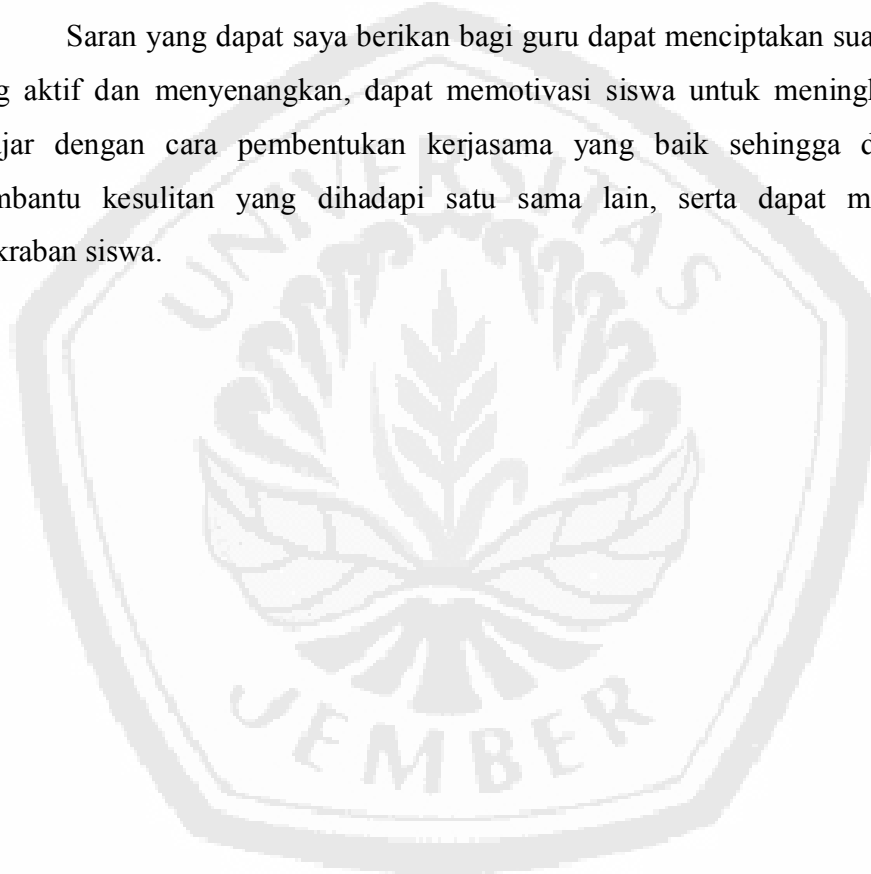 Saran yang dapat saya berikan bagi guru dapat menciptakan sua
g aktif dan menyenangkan, dapat memotivasi siswa untuk mening
jar dengan cara pembentukan kerjasama yang baik sehingga d
mbantu kesulitan yang dihadapi satu sama lain, serta dapat m
kraban siswa.
UNIVERSITAS
JEMBER